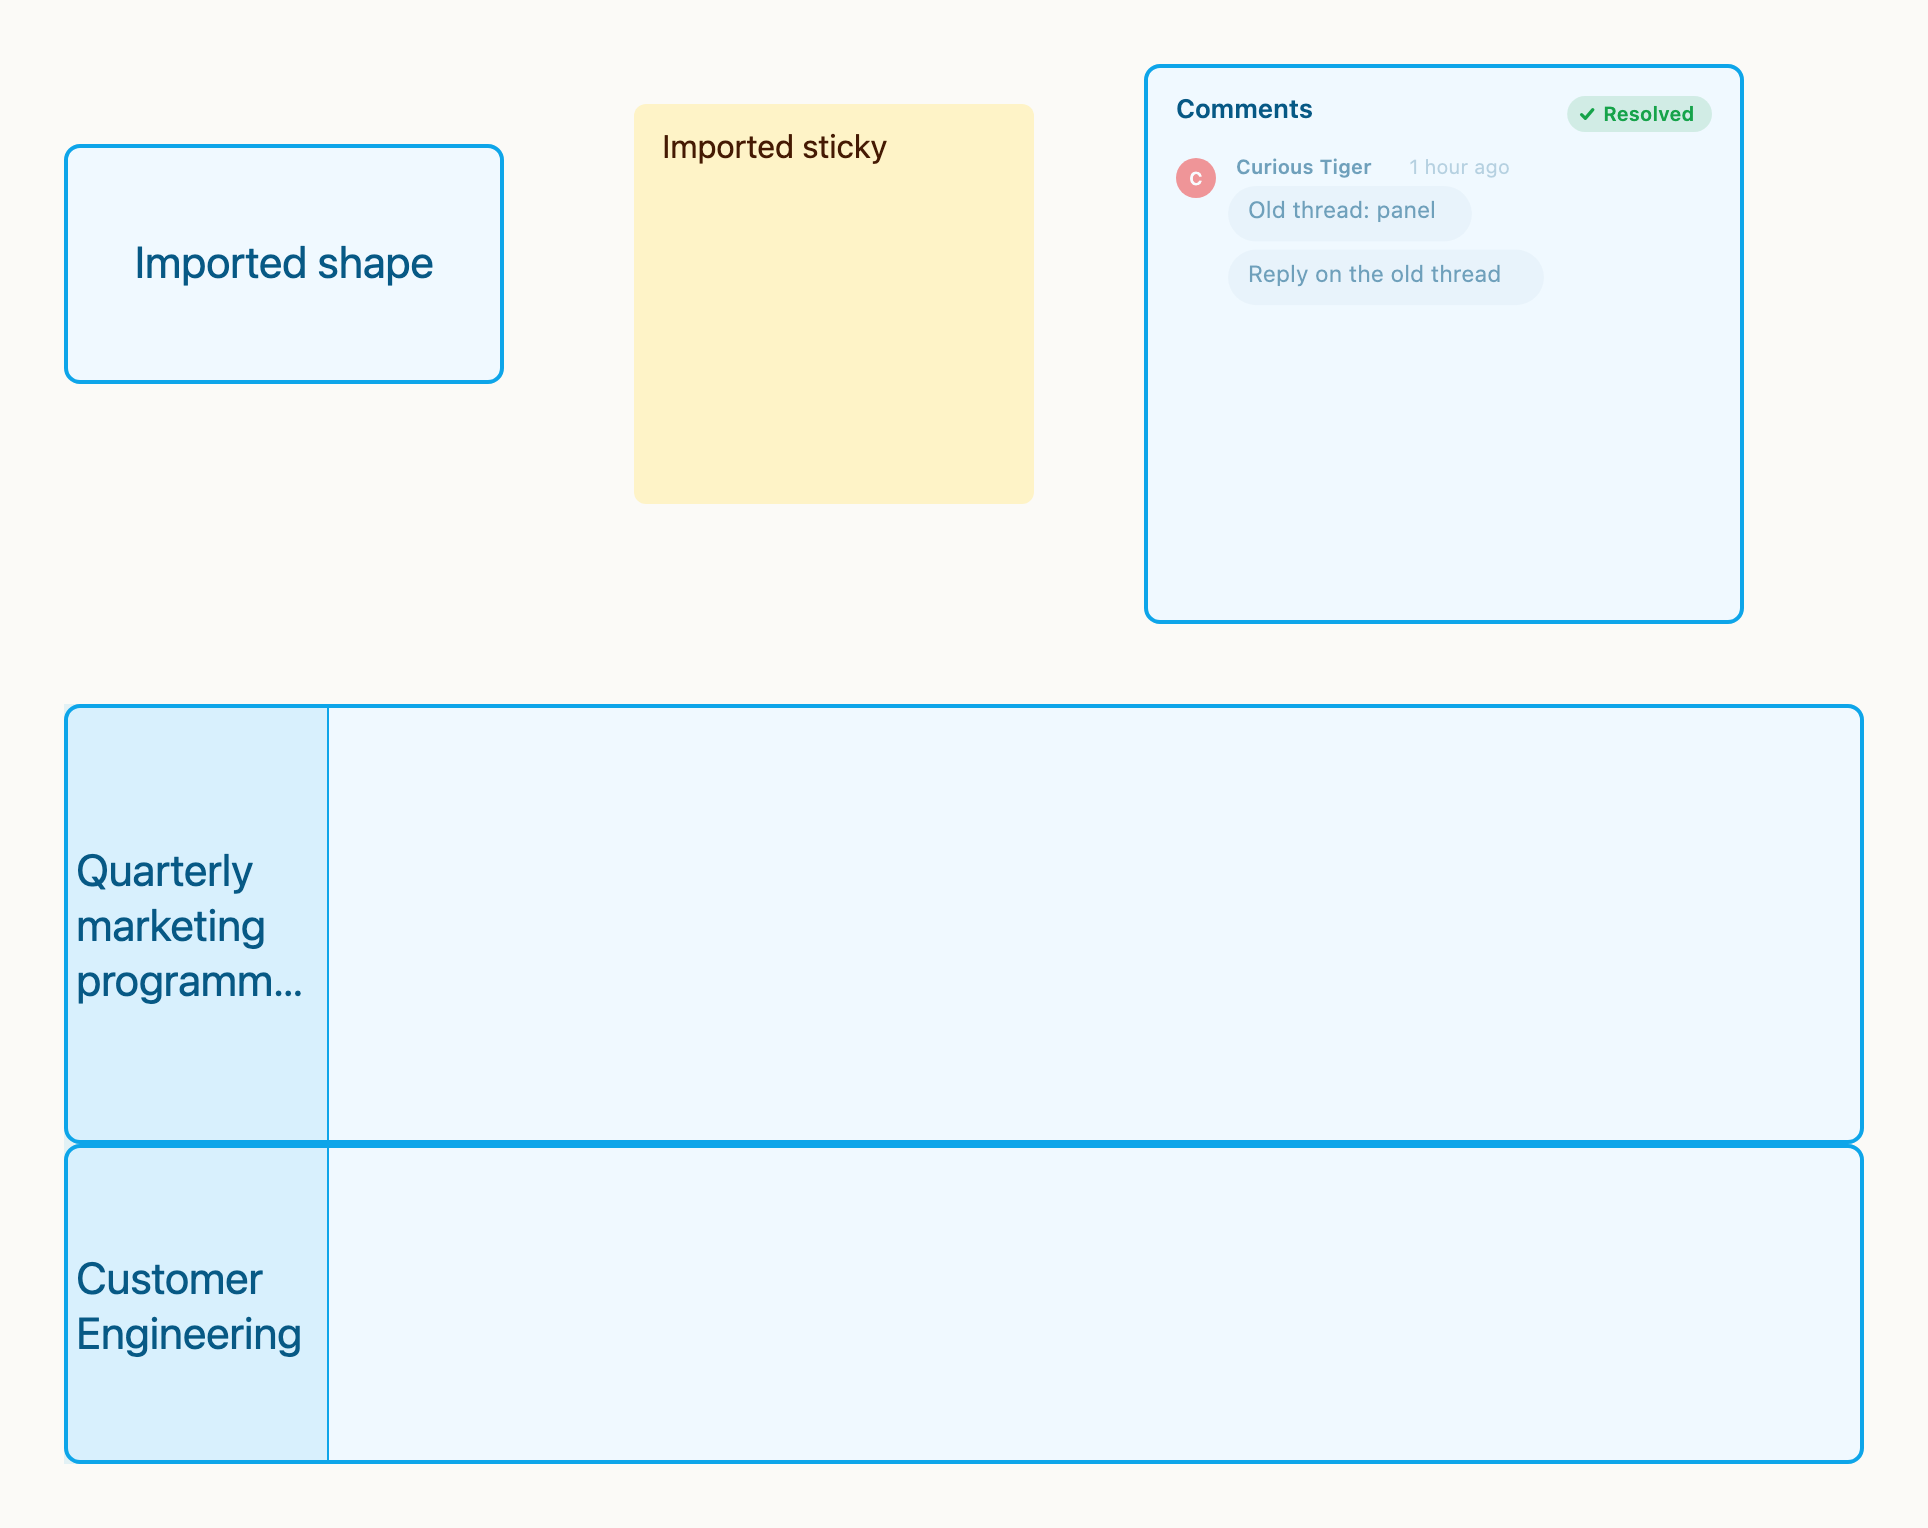 Imported shape
Imported sticky
Comments
Resolved
C
Curious Tiger 1 hour ago
Old thread: panel
Reply on the old thread
Quarterly
marketing
programm...
Customer
Engineering